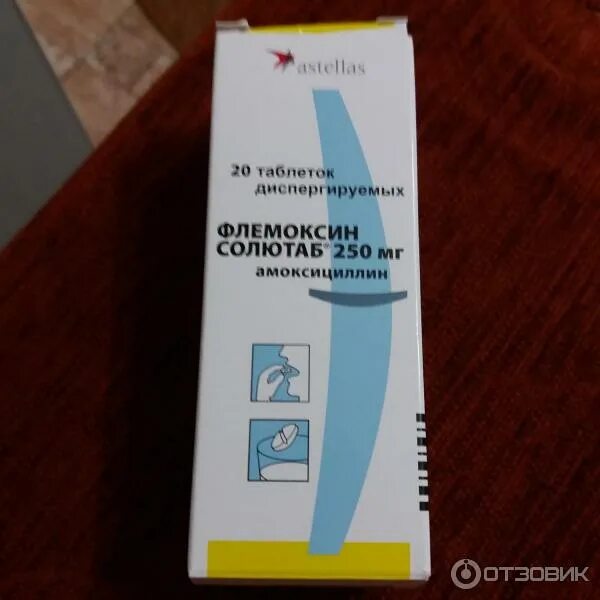 astellas
20 таблеток
диспергируемых
ФЛЕМОКСИН
СОЛЮТАБ® 250 мг
амоксициллин
ОТЗОВИК